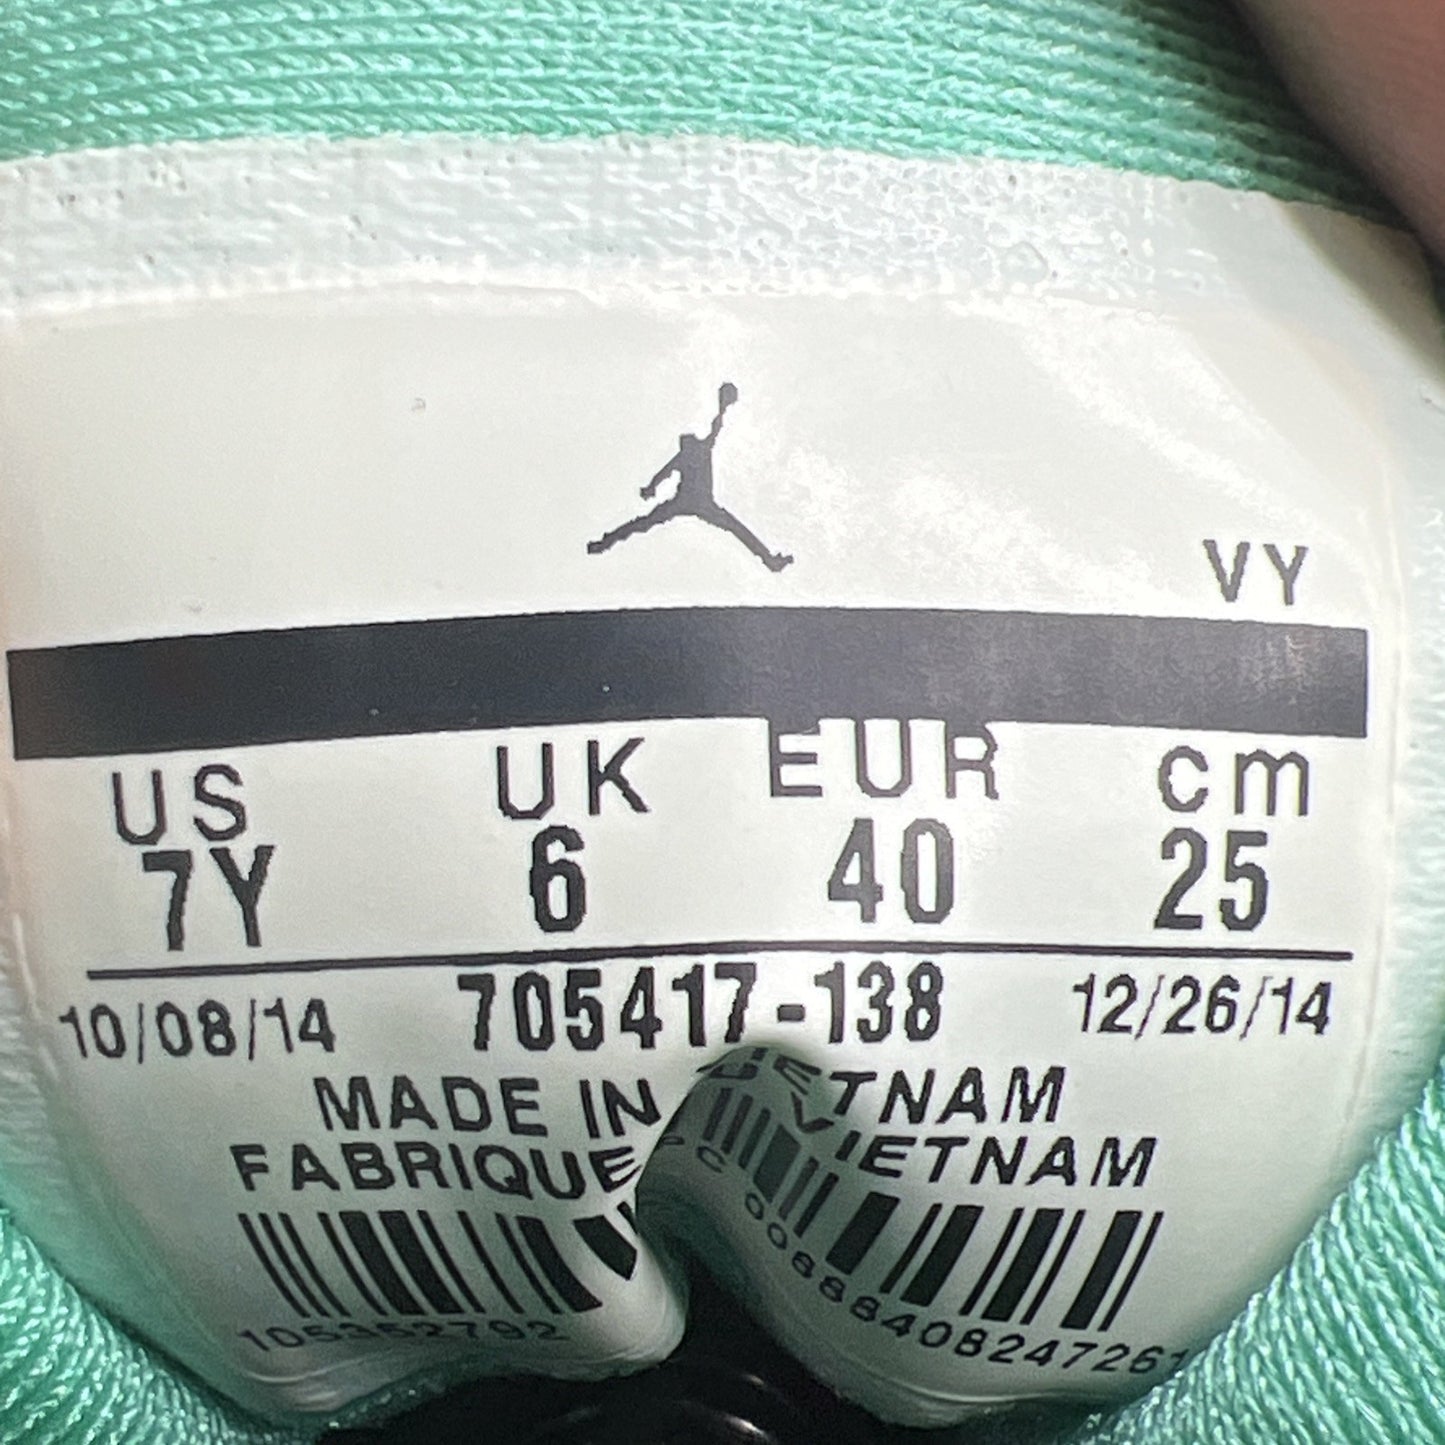 VY
US UK EUR cm
7Y 6 40 25
10/08/14 705417-138 12/26/14
MADE IN VIETNAM
FABRIQUE VIETNAM
105352792 00888408247261